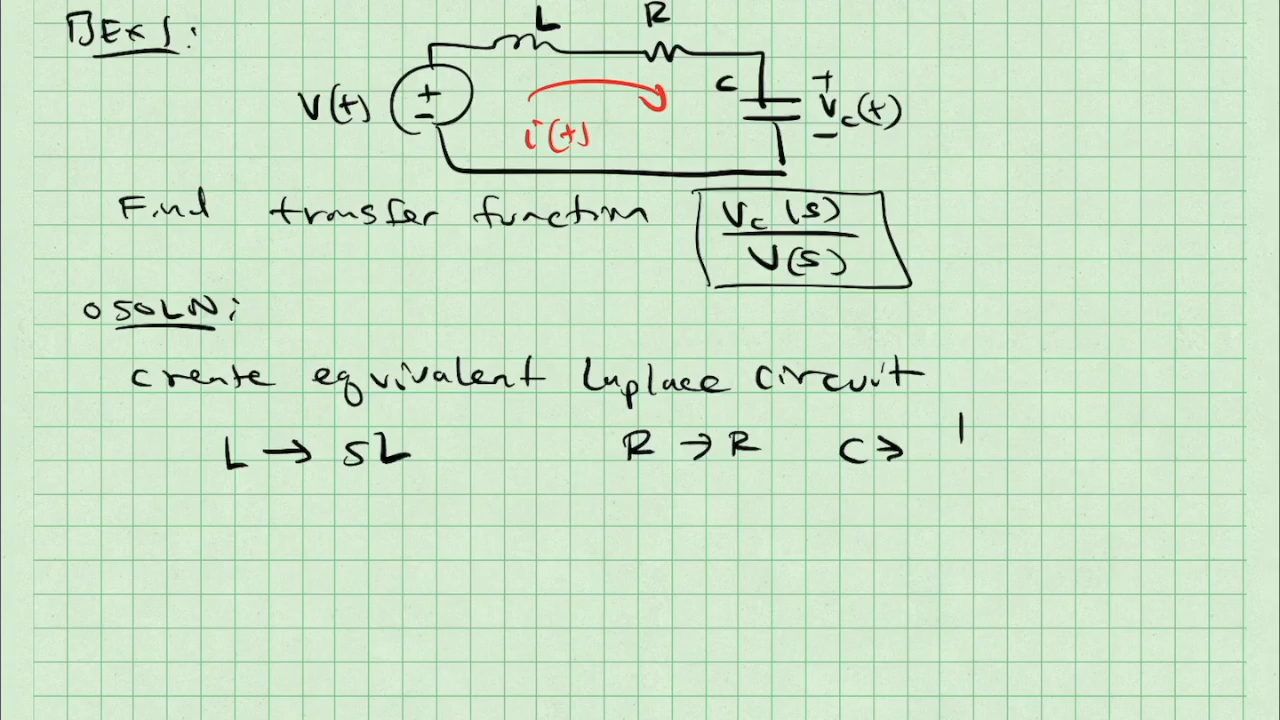 Ex 1:
L R
V(t) + - i(t) C + Vc(t) -
Find transfer function Vc(s) / V(s)
SOLN:
create equivalent Laplace circuit
L → sL R → R C → 1